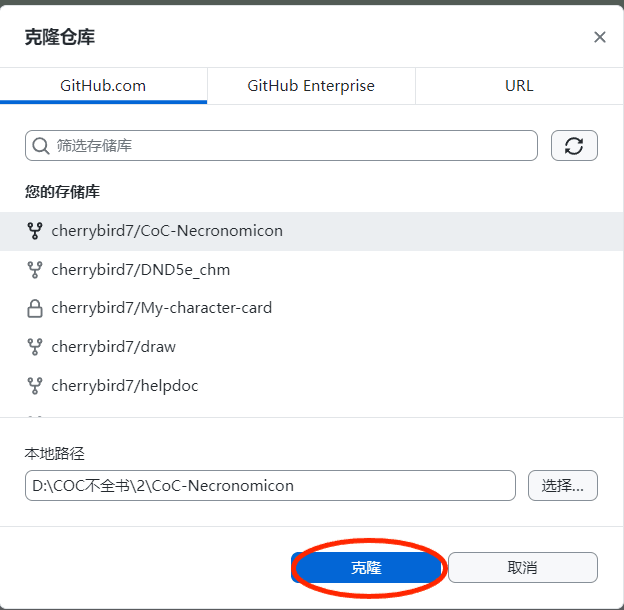 克隆仓库
GitHub.com
GitHub Enterprise
URL
筛选存储库
您的存储库
cherrybird7/CoC-Necronomicon
cherrybird7/DND5e_chm
cherrybird7/My-character-card
cherrybird7/draw
cherrybird7/helpdoc
本地路径
D:\COC不全书\2\CoC-Necronomicon
选择...
克隆
取消